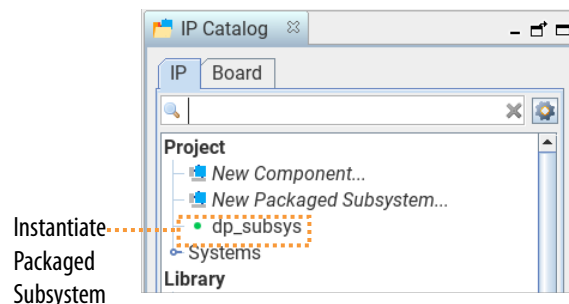 IP Catalog
IP
Board
Project
New Component...
New Packaged Subsystem...
dp_subsys
Systems
Library
Instantiate
Packaged
Subsystem